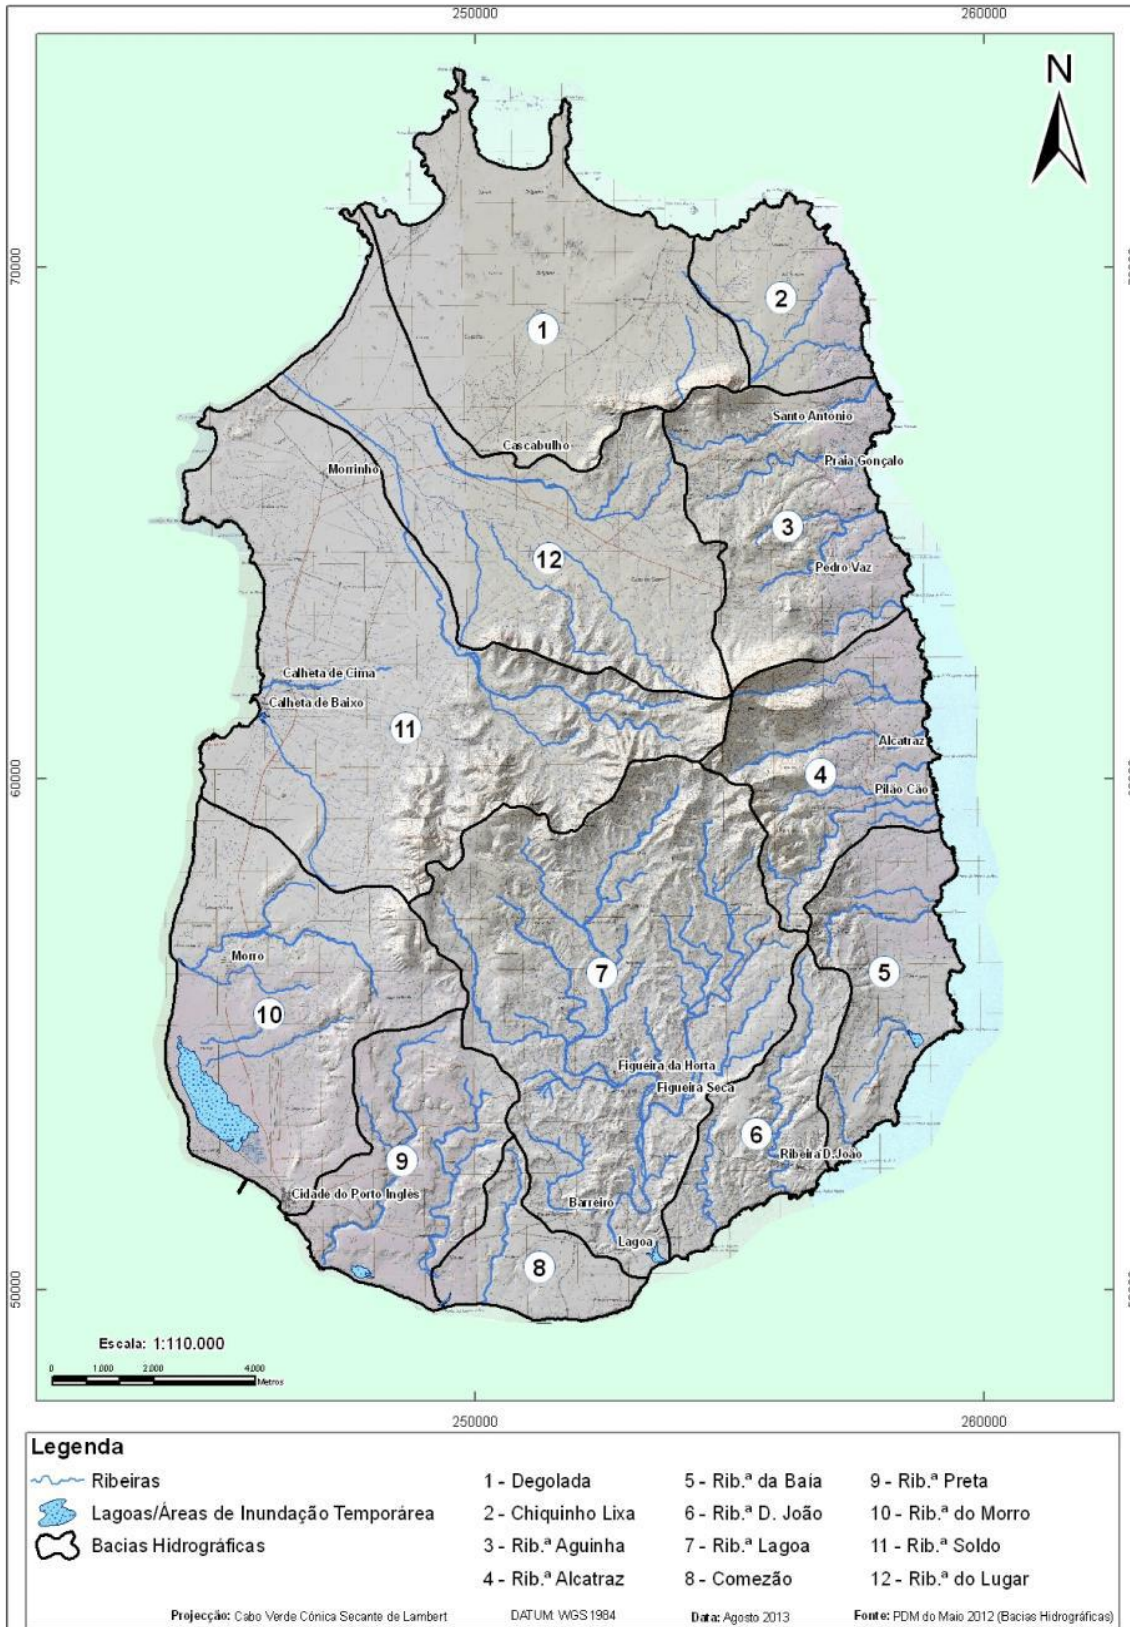 250000
260000
N
70000
2
1
Santo António
Cascabulho
Praia Gonçalo
Morrinho
3
12
Pedro Vaz
Calheta de Cima
Calheta de Baixo
11
Alcatraz
60000
4
Pilão Cão
Morro
7
5
10
Figueira da Horta
Figueira Seca
6
Ribeira D.João
9
Cidade do Porto Inglês
Barreiro
Lagoa
8
50000
Escala: 1:110.000
0 1.000 2.000 4.000
Metros
250000
260000
Legenda
Ribeiras
Lagoas/Áreas de Inundação Temporárea
Bacias Hidrográficas
1 - Degolada
2 - Chiquinho Lixa
3 - Rib.ª Aguinha
4 - Rib.ª Alcatraz
5 - Rib.ª da Baía
6 - Rib.ª D. João
7 - Rib.ª Lagoa
8 - Comezão
9 - Rib.ª Preta
10 - Rib.ª do Morro
11 - Rib.ª Soldo
12 - Rib.ª do Lugar
Projecção: Cabo Verde Cónica Secante de Lambert
DATUM: WGS 1984
Data: Agosto 2013
Fonte: PDM do Maio 2012 (Bacias Hidrográficas)